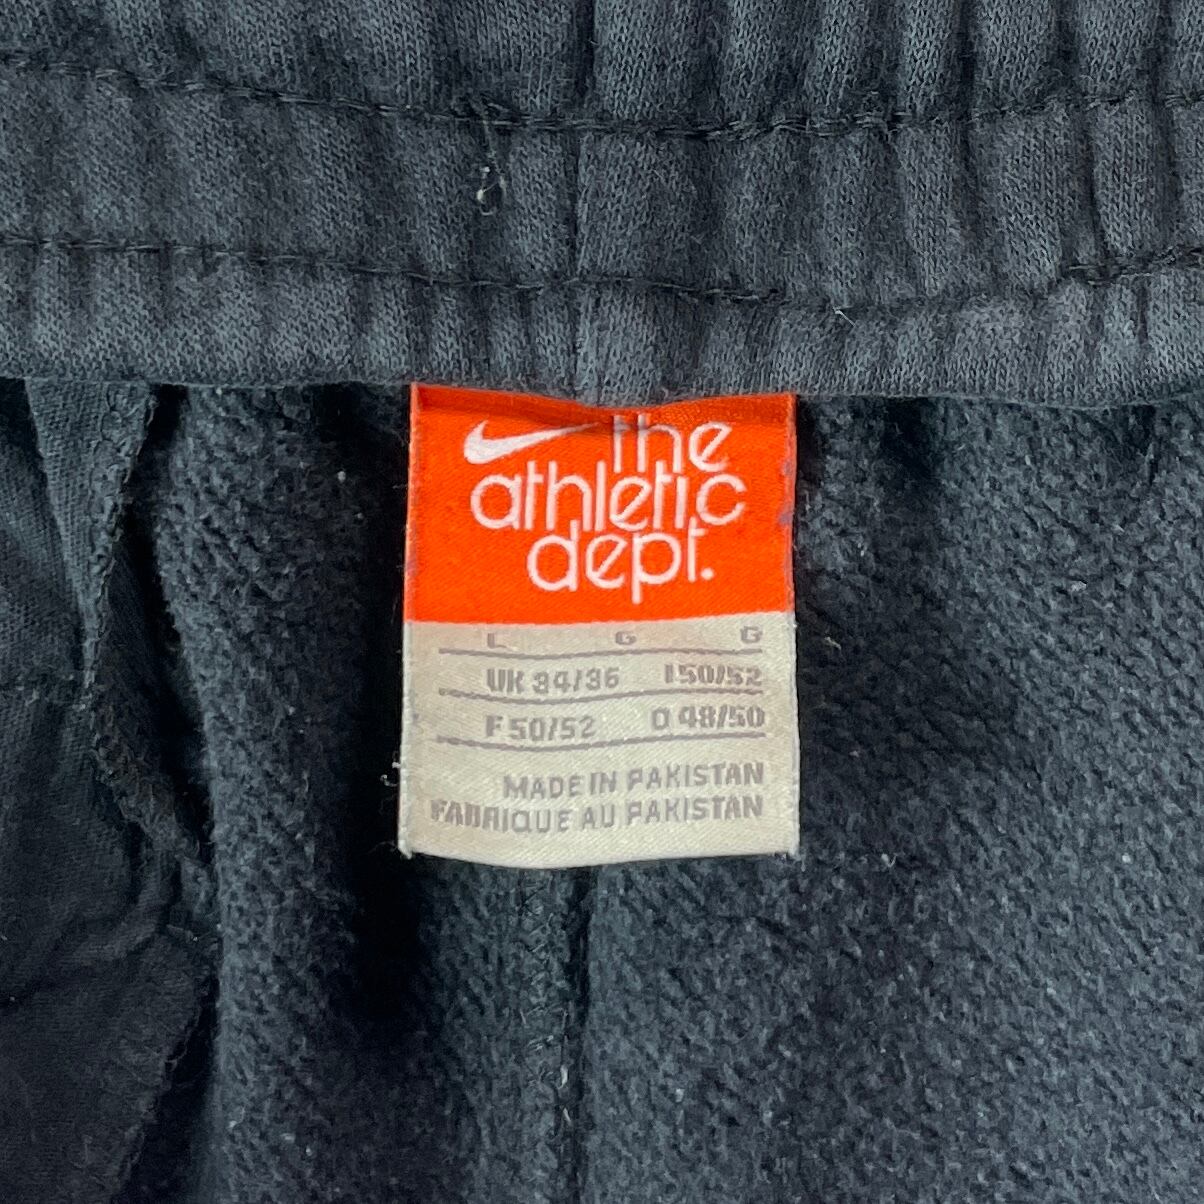 the
athletic
dept.
L G G
UK 34/36 I 50/52
F 50/52 D 48/50
MADE IN PAKISTAN
FABRIQUE AU PAKISTAN